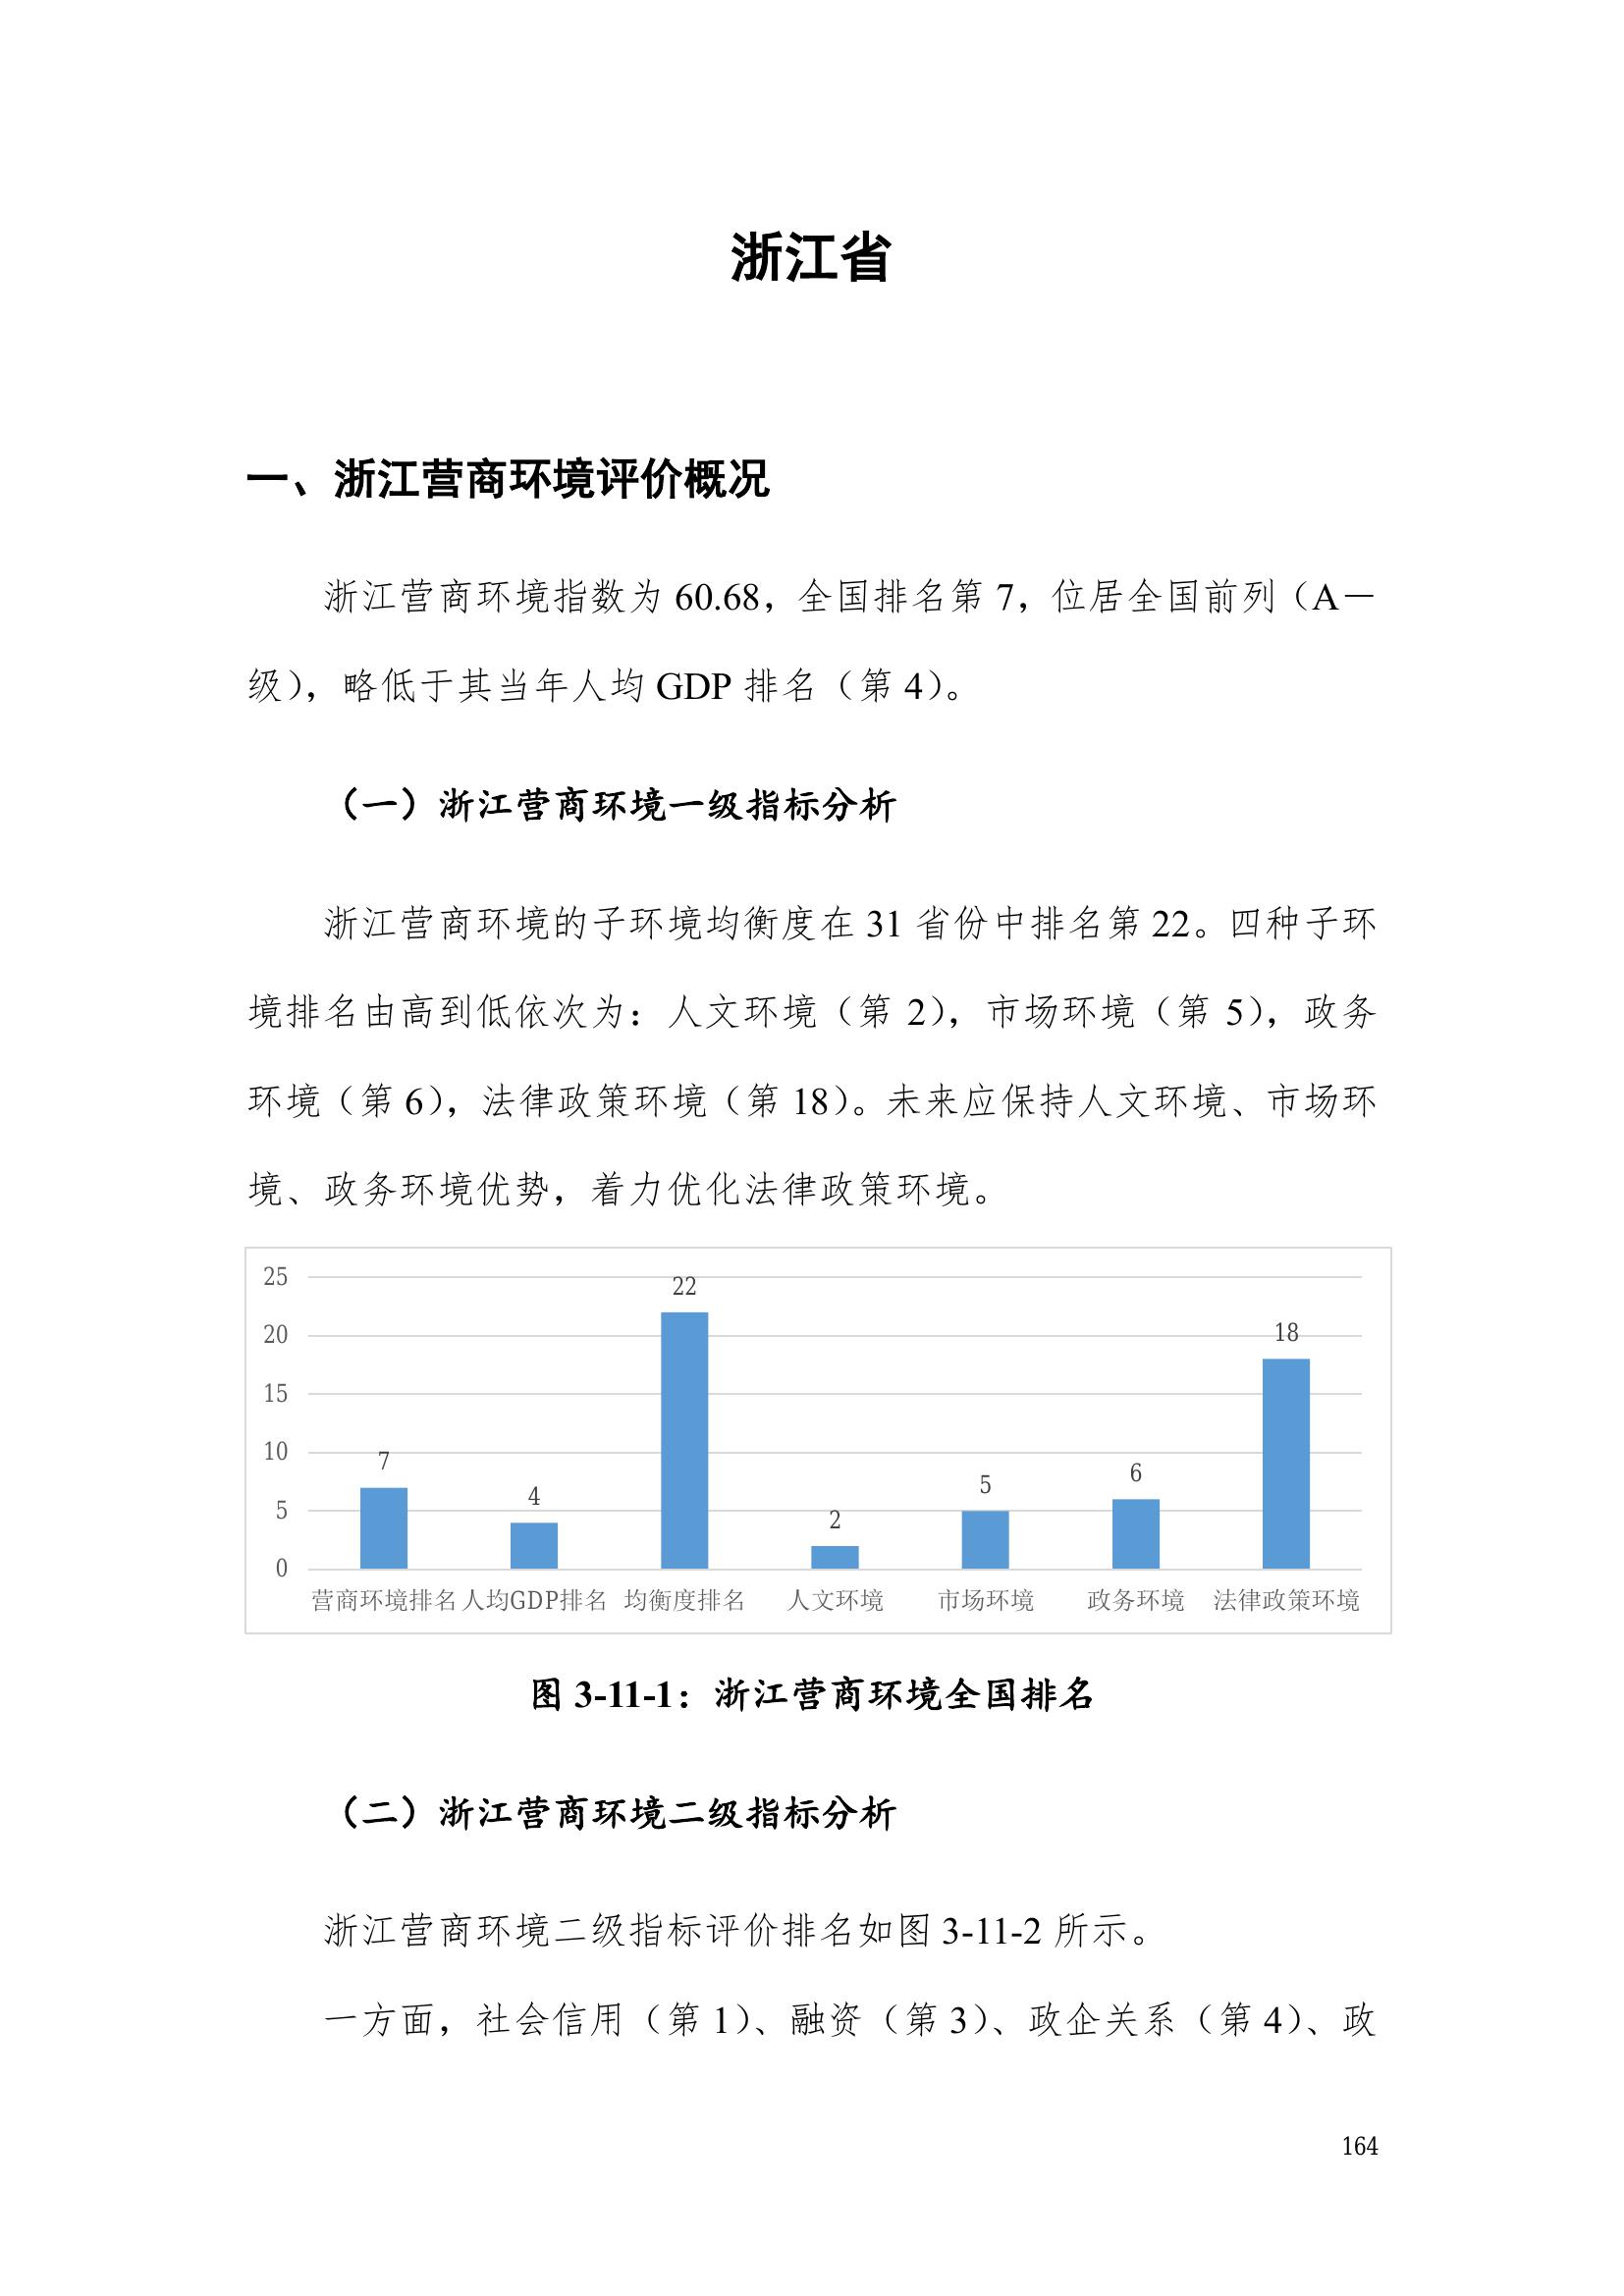 浙江省
一、浙江营商环境评价概况
浙江营商环境指数为 60.68，全国排名第 7，位居全国前列（A－
级），略低于其当年人均 GDP 排名（第 4）。
（一）浙江营商环境一级指标分析
浙江营商环境的子环境均衡度在 31 省份中排名第 22。四种子环
境排名由高到低依次为：人文环境（第 2），市场环境（第 5），政务
环境（第 6），法律政策环境（第 18）。未来应保持人文环境、市场环
境、政务环境优势，着力优化法律政策环境。
25
20
15
10
5
0
7
4
22
2
5
6
18
营商环境排名 人均GDP排名 均衡度排名 人文环境 市场环境 政务环境 法律政策环境
图 3-11-1：浙江营商环境全国排名
（二）浙江营商环境二级指标分析
浙江营商环境二级指标评价排名如图 3-11-2 所示。
一方面，社会信用（第 1）、融资（第 3）、政企关系（第 4）、政
164